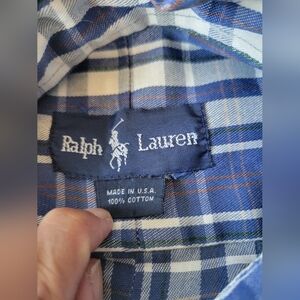 Ralph Lauren
MADE IN U.S.A.
100% COTTON